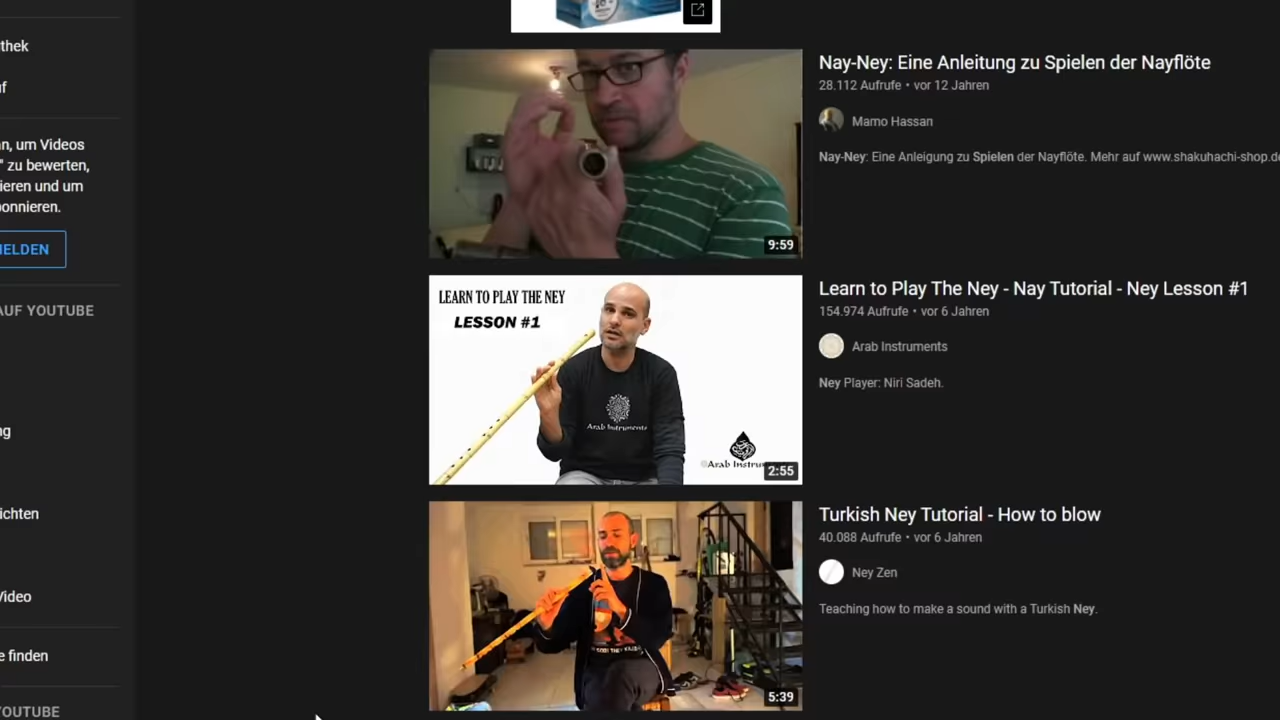 thek
Nay-Ney: Eine Anleitung zu Spielen der Nayflöte
28.112 Aufrufe • vor 12 Jahren
Mamo Hassan
Nay-Ney: Eine Anleigung zu Spielen der Nayflöte. Mehr auf www.shakuhachi-shop.de
9:59
f
n, um Videos
" zu bewerten,
ieren und um
onnieren.
ELDEN
AUF YOUTUBE
LEARN TO PLAY THE NEY
LESSON #1
Arab Instruments
Arab Instrum
2:55
Learn to Play The Ney - Nay Tutorial - Ney Lesson #1
154.974 Aufrufe • vor 6 Jahren
Arab Instruments
Ney Player: Niri Sadeh.
ng
ichten
Video
e finden
YOUTUBE
5:39
Turkish Ney Tutorial - How to blow
40.088 Aufrufe • vor 6 Jahren
Ney Zen
Teaching how to make a sound with a Turkish Ney.